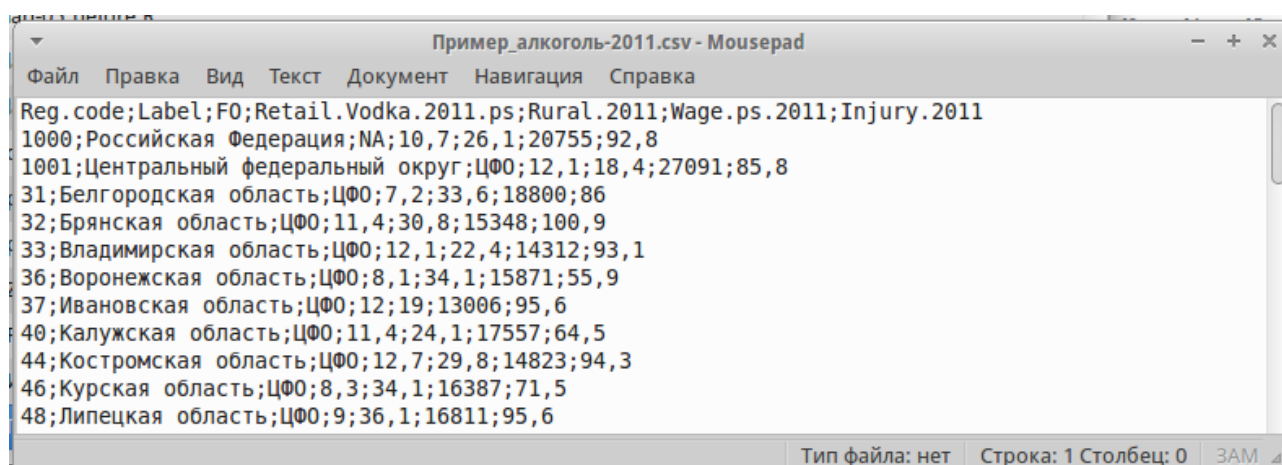 Пример_алкоголь-2011.csv - Mousepad
Файл Правка Вид Текст Документ Навигация Справка
Reg.code;Label;FO;Retail.Vodka.2011.ps;Rural.2011;Wage.ps.2011;Injury.2011
1000;Российская Федерация;NA;10,7;26,1;20755;92,8
1001;Центральный федеральный округ;ЦФО;12,1;18,4;27091;85,8
31;Белгородская область;ЦФО;7,2;33,6;18800;86
32;Брянская область;ЦФО;11,4;30,8;15348;100,9
33;Владимирская область;ЦФО;12,1;22,4;14312;93,1
36;Воронежская область;ЦФО;8,1;34,1;15871;55,9
37;Ивановская область;ЦФО;12;19;13006;95,6
40;Калужская область;ЦФО;11,4;24,1;17557;64,5
44;Костромская область;ЦФО;12,7;29,8;14823;94,3
46;Курская область;ЦФО;8,3;34,1;16387;71,5
48;Липецкая область;ЦФО;9;36,1;16811;95,6
Тип файла: нет Строка: 1 Столбец: 0 ЗАМ